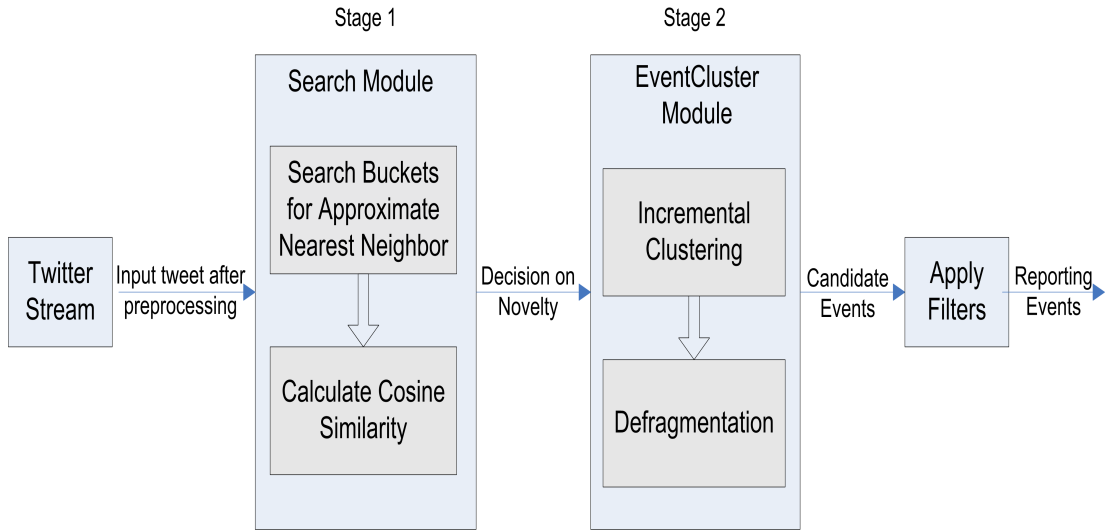 Stage 1
Stage 2
Search Module
EventCluster
Module
Search Buckets
for Approximate
Nearest Neighbor
Incremental
Clustering
Twitter
Stream
Input tweet after
preprocessing
Decision on
Novelty
Candidate
Events
Apply
Filters
Reporting
Events
Calculate Cosine
Similarity
Defragmentation